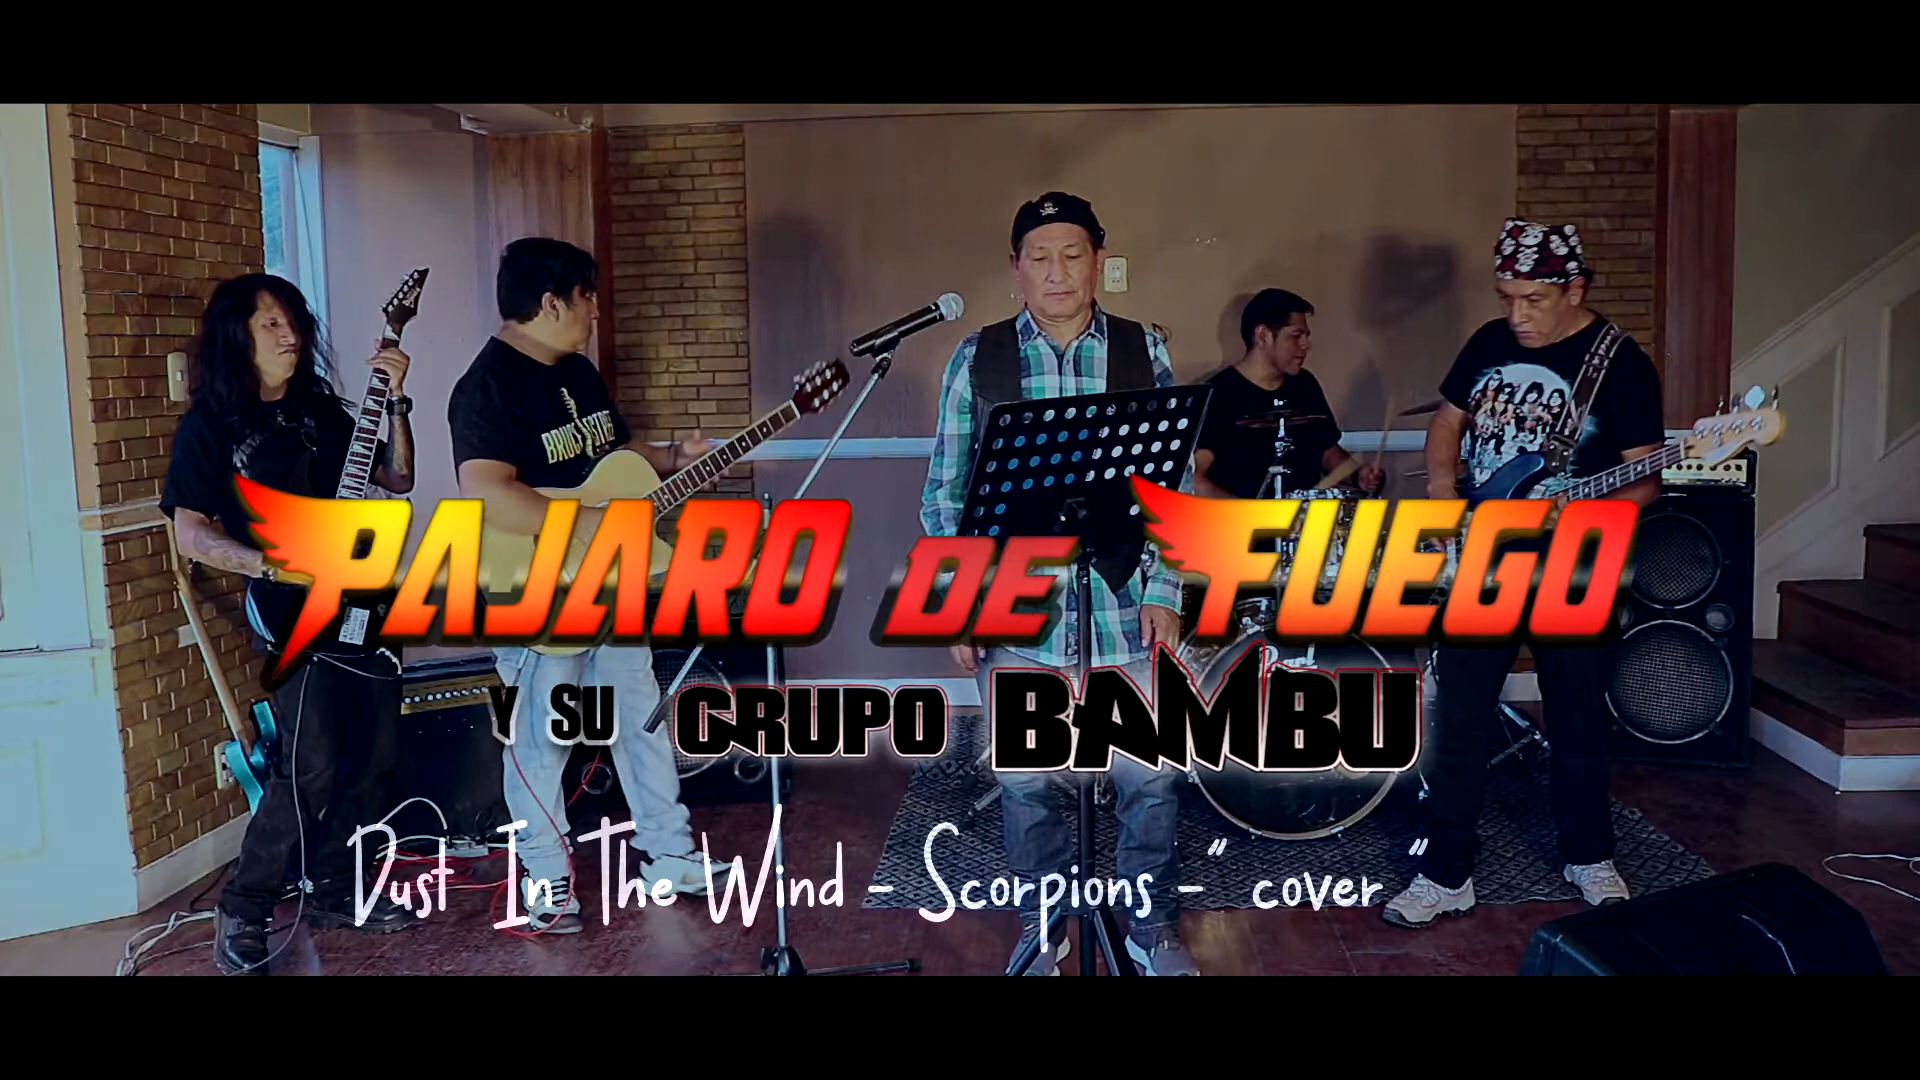 PAJARO DE FUEGO
Y SU GRUPO BAMBU
Dust In The Wind - Scorpions - " cover "